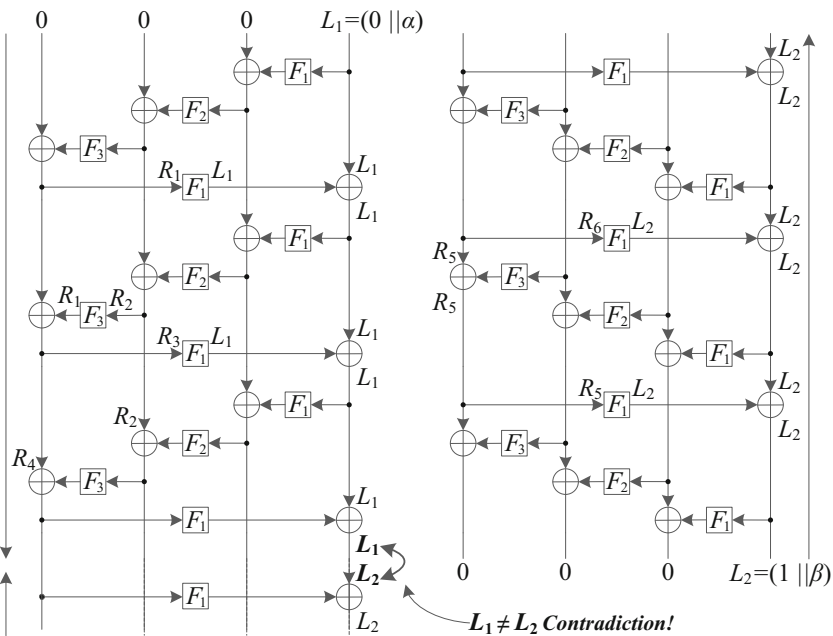 0 0 0 L₁=(0 ||α)
F₁
F₂
F₃
R₁ F₁ L₁ L₁
L₁
F₁
F₂
R₁ F₃ R₂
R₃ F₁ L₁ L₁
L₁
F₁
R₂ F₂
R₄ F₃
F₁ L₁
L₁
L₂
F₁
L₂
L₂
F₁
L₂
F₃
F₂
F₁
L₂
R₆ F₁ L₂
L₂
R₅ F₃
R₅
F₂
F₁
L₂
R₅ F₁ L₂
L₂
F₃
F₂
F₁
0 0 0 L₂=(1 ||β)
L₁ ≠ L₂ Contradiction!